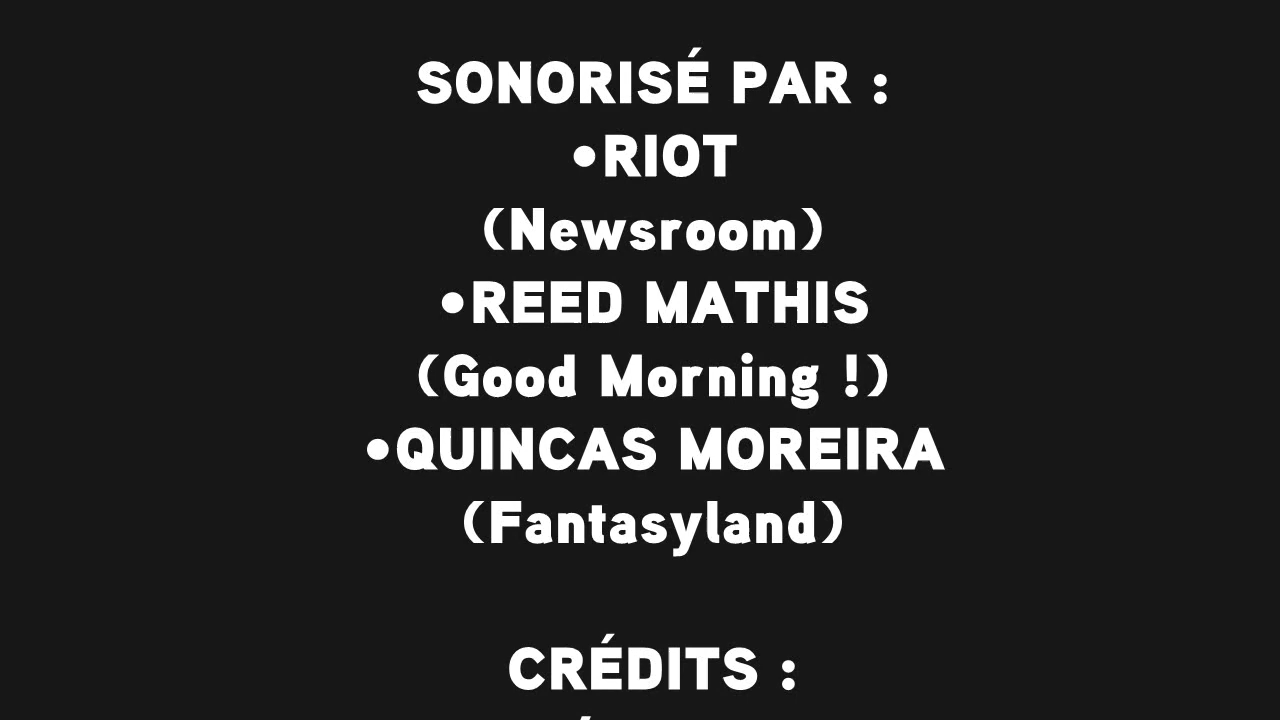 SONORISÉ PAR :
•RIOT
(Newsroom)
•REED MATHIS
(Good Morning !)
•QUINCAS MOREIRA
(Fantasyland)
CRÉDITS :